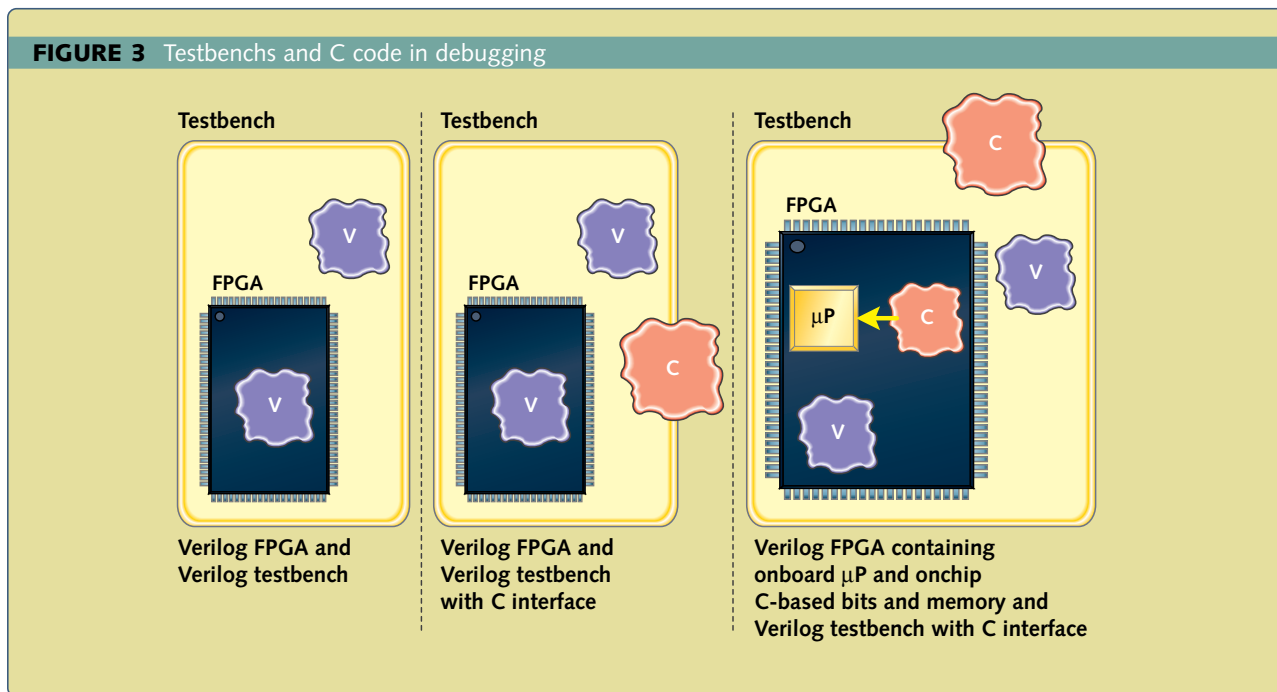 FIGURE 3 Testbenchs and C code in debugging
Testbench
V
FPGA
V
Verilog FPGA and
Verilog testbench
Testbench
V
FPGA
V
C
Verilog FPGA and
Verilog testbench
with C interface
Testbench
C
FPGA
V
μP
C
V
Verilog FPGA containing
onboard μP and onchip
C-based bits and memory and
Verilog testbench with C interface